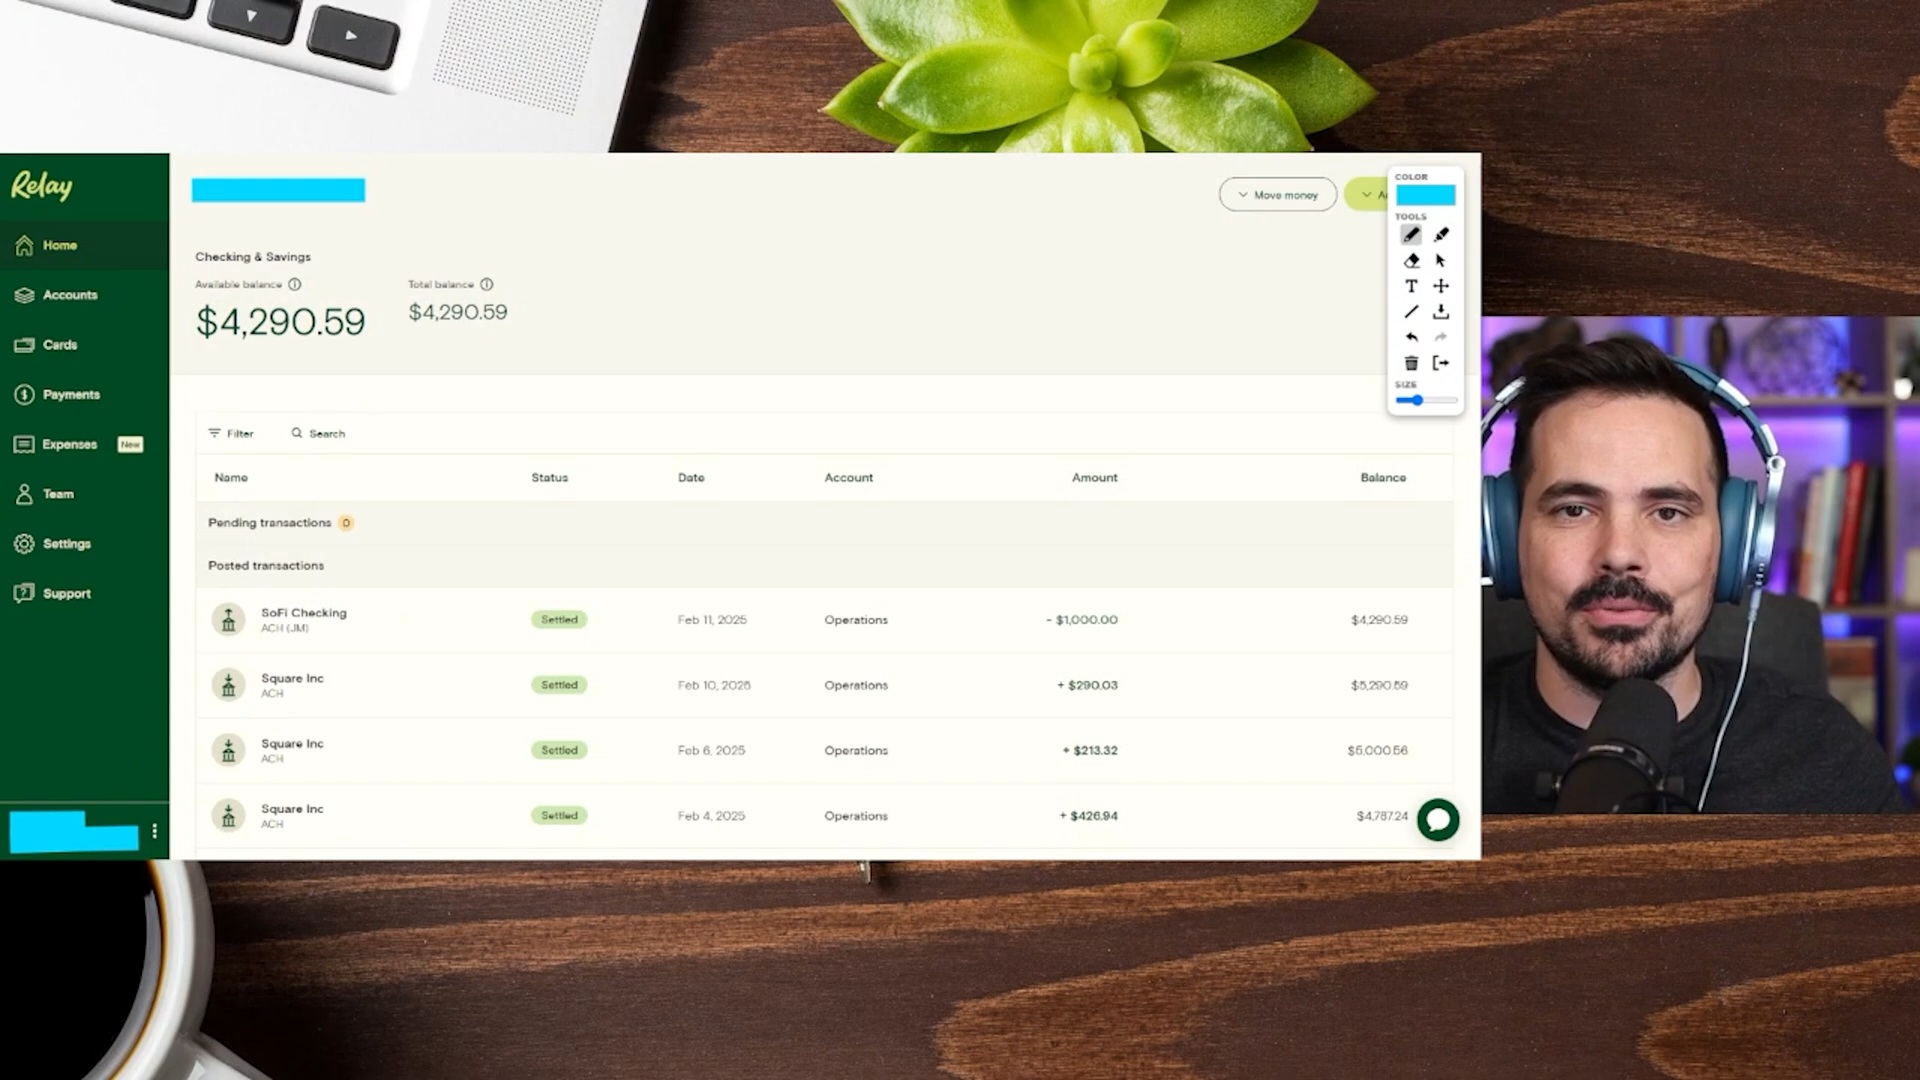 Relay
Home
Accounts
Cards
Payments
Expenses New
Team
Settings
Support
Move money
Checking & Savings
Available balance
Total balance
$4,290.59
$4,290.59
COLOR
TOOLS
T
SIZE
Filter Search
Name Status Date Account Amount Balance
Pending transactions 0
Posted transactions
SoFi Checking
ACH (JM)
Settled Feb 11, 2025 Operations - $1,000.00 $4,290.59
Square Inc
ACH
Settled Feb 10, 2025 Operations + $290.03 $5,290.59
Square Inc
ACH
Settled Feb 6, 2025 Operations + $213.32 $5,000.56
Square Inc
ACH
Settled Feb 4, 2025 Operations + $426.94 $4,787.24